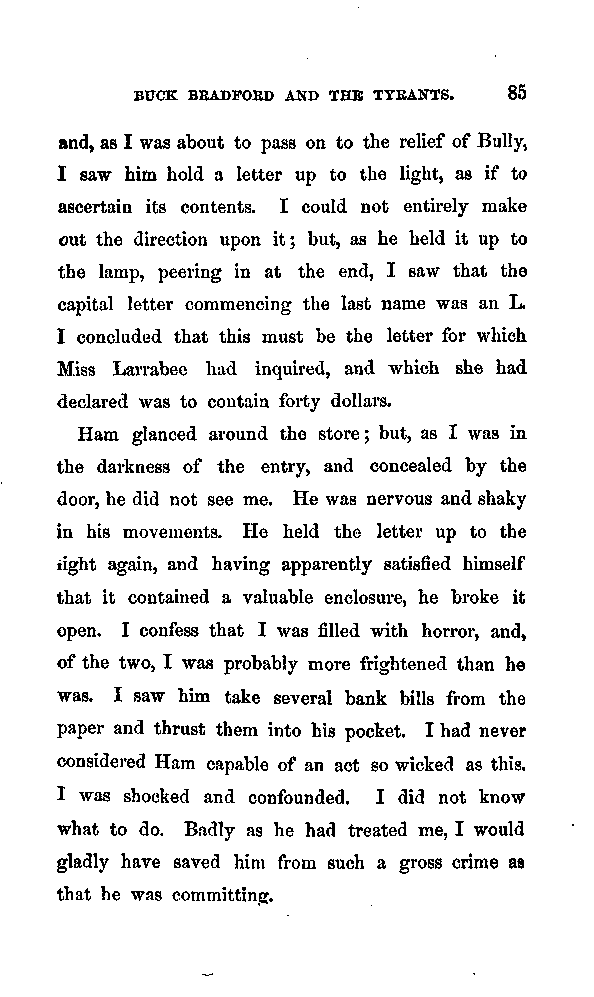 BUCK BRADFORD AND THE TYRANTS. 85
and, as I was about to pass on to the relief of Bully,
I saw him hold a letter up to the light, as if to
ascertain its contents. I could not entirely make
out the direction upon it; but, as he held it up to
the lamp, peering in at the end, I saw that the
capital letter commencing the last name was an L.
I concluded that this must be the letter for which
Miss Larrabee had inquired, and which she had
declared was to contain forty dollars.
Ham glanced around the store; but, as I was in
the darkness of the entry, and concealed by the
door, he did not see me. He was nervous and shaky
in his movements. He held the letter up to the
light again, and having apparently satisfied himself
that it contained a valuable enclosure, he broke it
open. I confess that I was filled with horror, and,
of the two, I was probably more frightened than he
was. I saw him take several bank bills from the
paper and thrust them into his pocket. I had never
considered Ham capable of an act so wicked as this.
I was shocked and confounded. I did not know
what to do. Badly as he had treated me, I would
gladly have saved him from such a gross crime as
that he was committing.